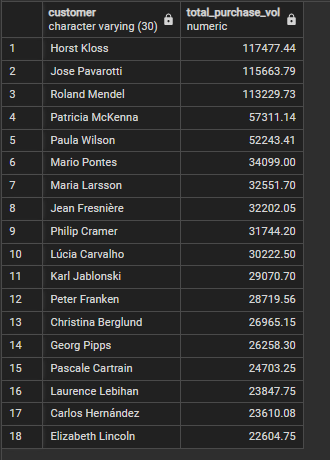 customer total_purchase_vol
character varying (30) numeric
1 Horst Kloss 117477.44
2 Jose Pavarotti 115663.79
3 Roland Mendel 113229.73
4 Patricia McKenna 57311.14
5 Paula Wilson 52243.41
6 Mario Pontes 34099.00
7 Maria Larsson 32551.70
8 Jean Fresnière 32202.05
9 Philip Cramer 31744.20
10 Lúcia Carvalho 30222.50
11 Karl Jablonski 29070.70
12 Peter Franken 28719.56
13 Christina Berglund 26965.15
14 Georg Pipps 26258.30
15 Pascale Cartrain 24703.25
16 Laurence Lebihan 23847.75
17 Carlos Hernández 23610.08
18 Elizabeth Lincoln 22604.75